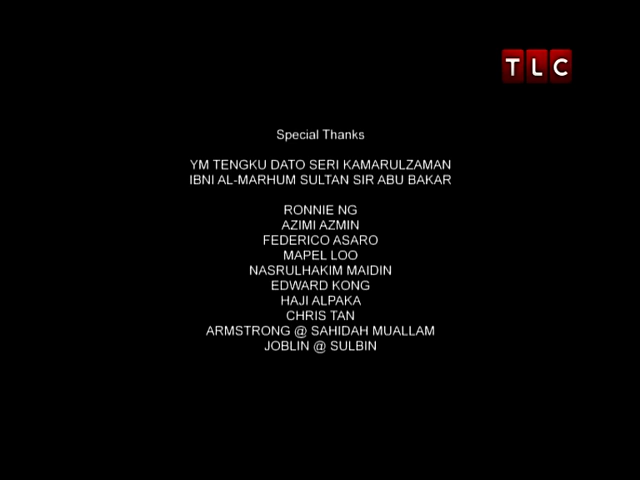 TLC
Special Thanks
YM TENGKU DATO SERI KAMARULZAMAN
IBNI AL-MARHUM SULTAN SIR ABU BAKAR
RONNIE NG
AZIMI AZMIN
FEDERICO ASARO
MAPEL LOO
NASRULHAKIM MAIDIN
EDWARD KONG
HAJI ALPAKA
CHRIS TAN
ARMSTRONG @ SAHIDAH MUALLAM
JOBLIN @ SULBIN